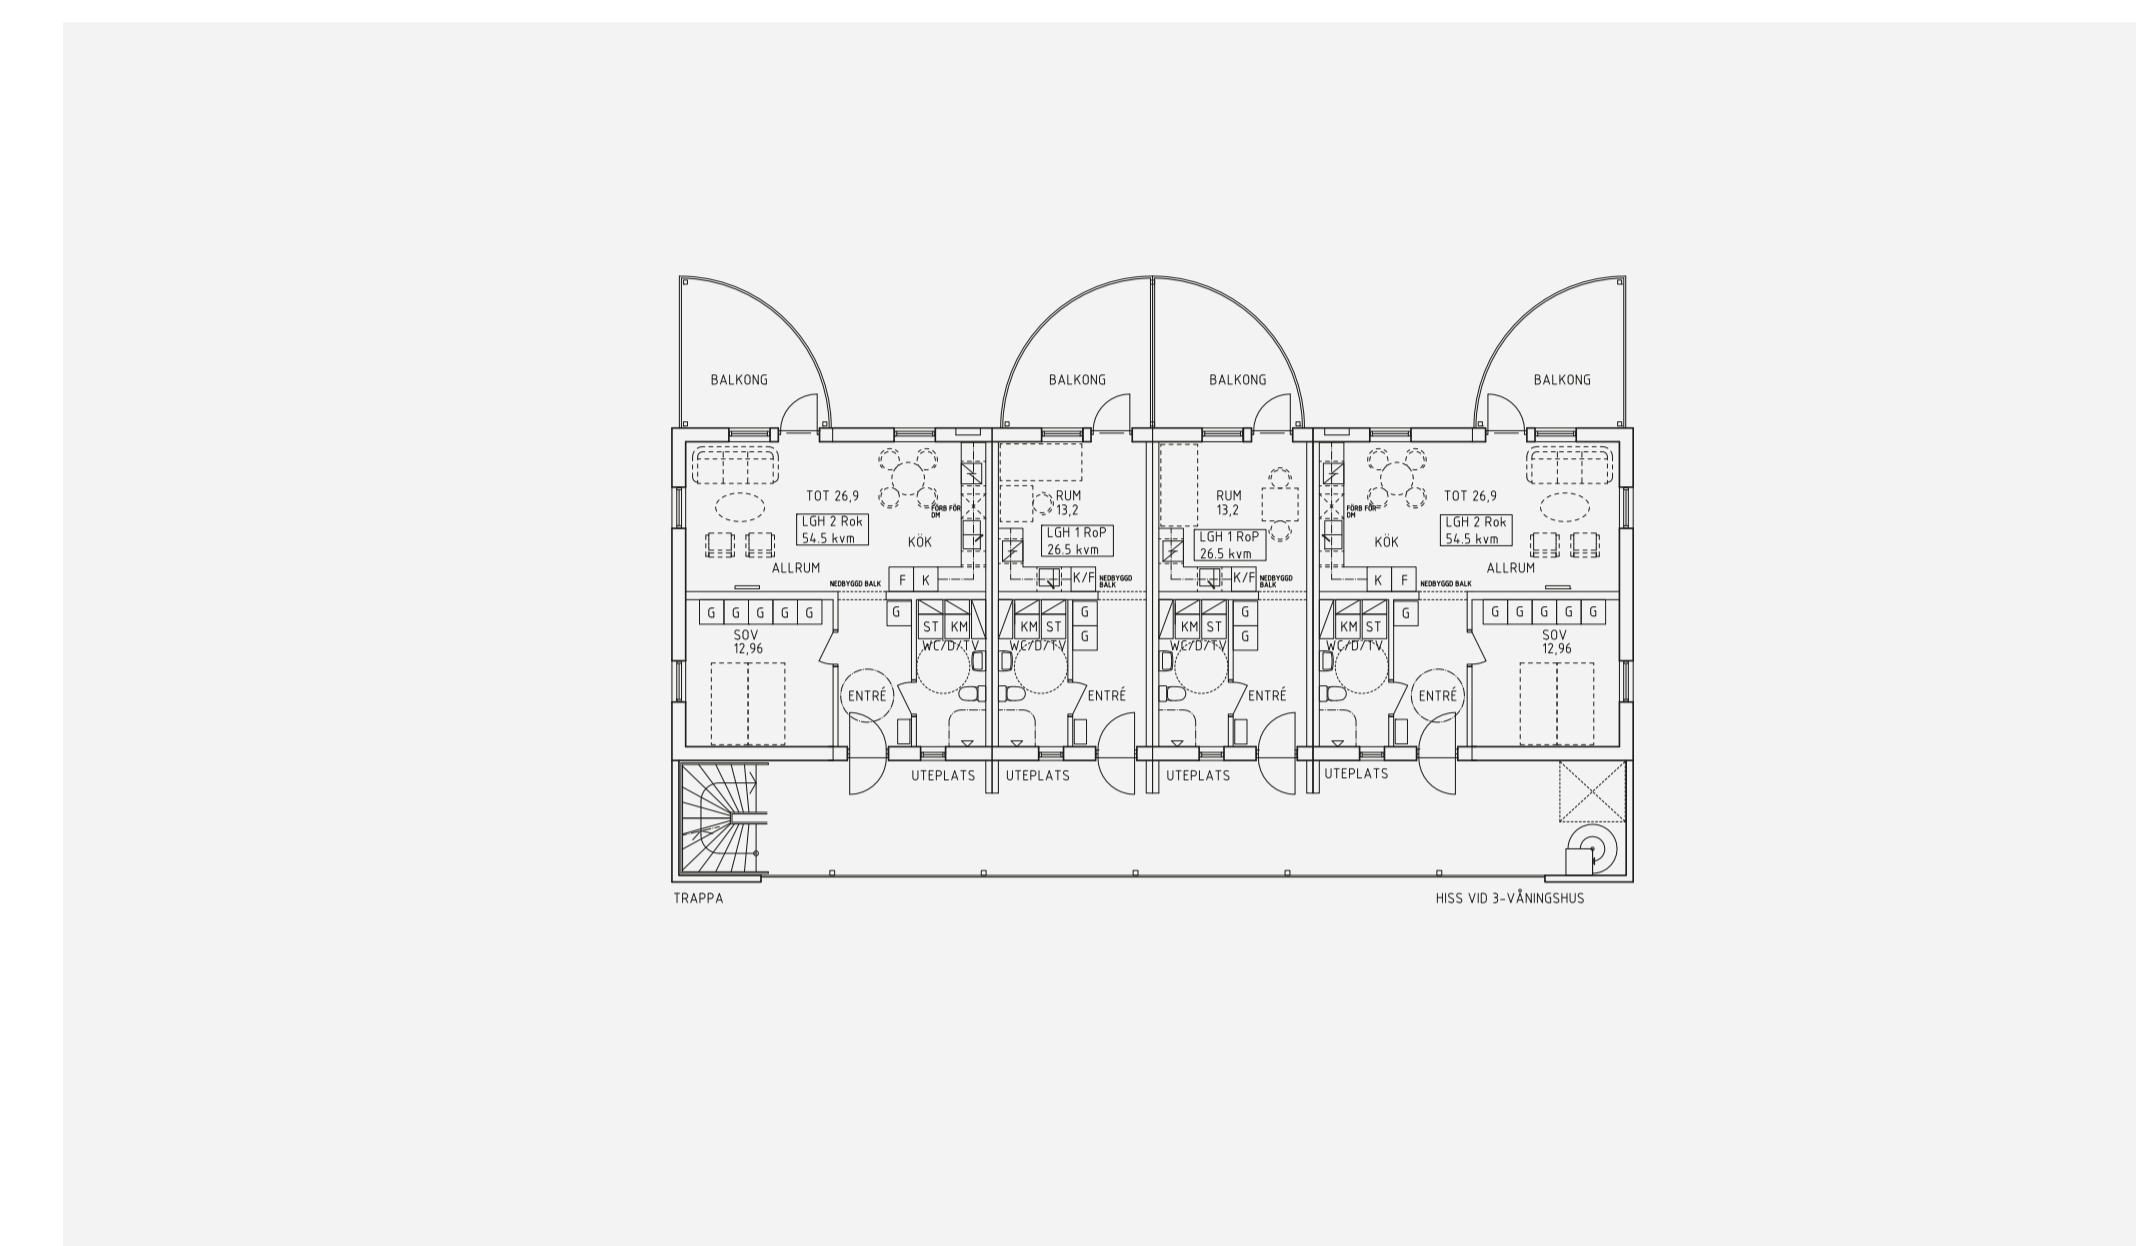 BALKONG
BALKONG
BALKONG
BALKONG
TOT 26,9
LGH 2 Rok
54.5 kvm
FÖRB FÖR
DM
KÖK
ALLRUM
NEDBYGGD BALK
F K
RUM
13,2
LGH 1 RoP
26.5 kvm
K/F
NEDBYGGD
BALK
RUM
13,2
LGH 1 RoP
26.5 kvm
K/F
NEDBYGGD
BALK
TOT 26,9
LGH 2 Rok
54.5 kvm
FÖRB FÖR
DM
KÖK
ALLRUM
K F
NEDBYGGD BALK
G G G G G
SOV
12,96
G
ST KM
WC/D/TV
ENTRÉ
KM ST
WC/D/TV
G
G
ENTRÉ
KM ST
WC/D/TV
G
G
ENTRÉ
KM ST
WC/D/TV
G
ENTRÉ
G G G G G
SOV
12,96
UTEPLATS
UTEPLATS
UTEPLATS
UTEPLATS
TRAPPA
HISS VID 3-VÅNINGSHUS